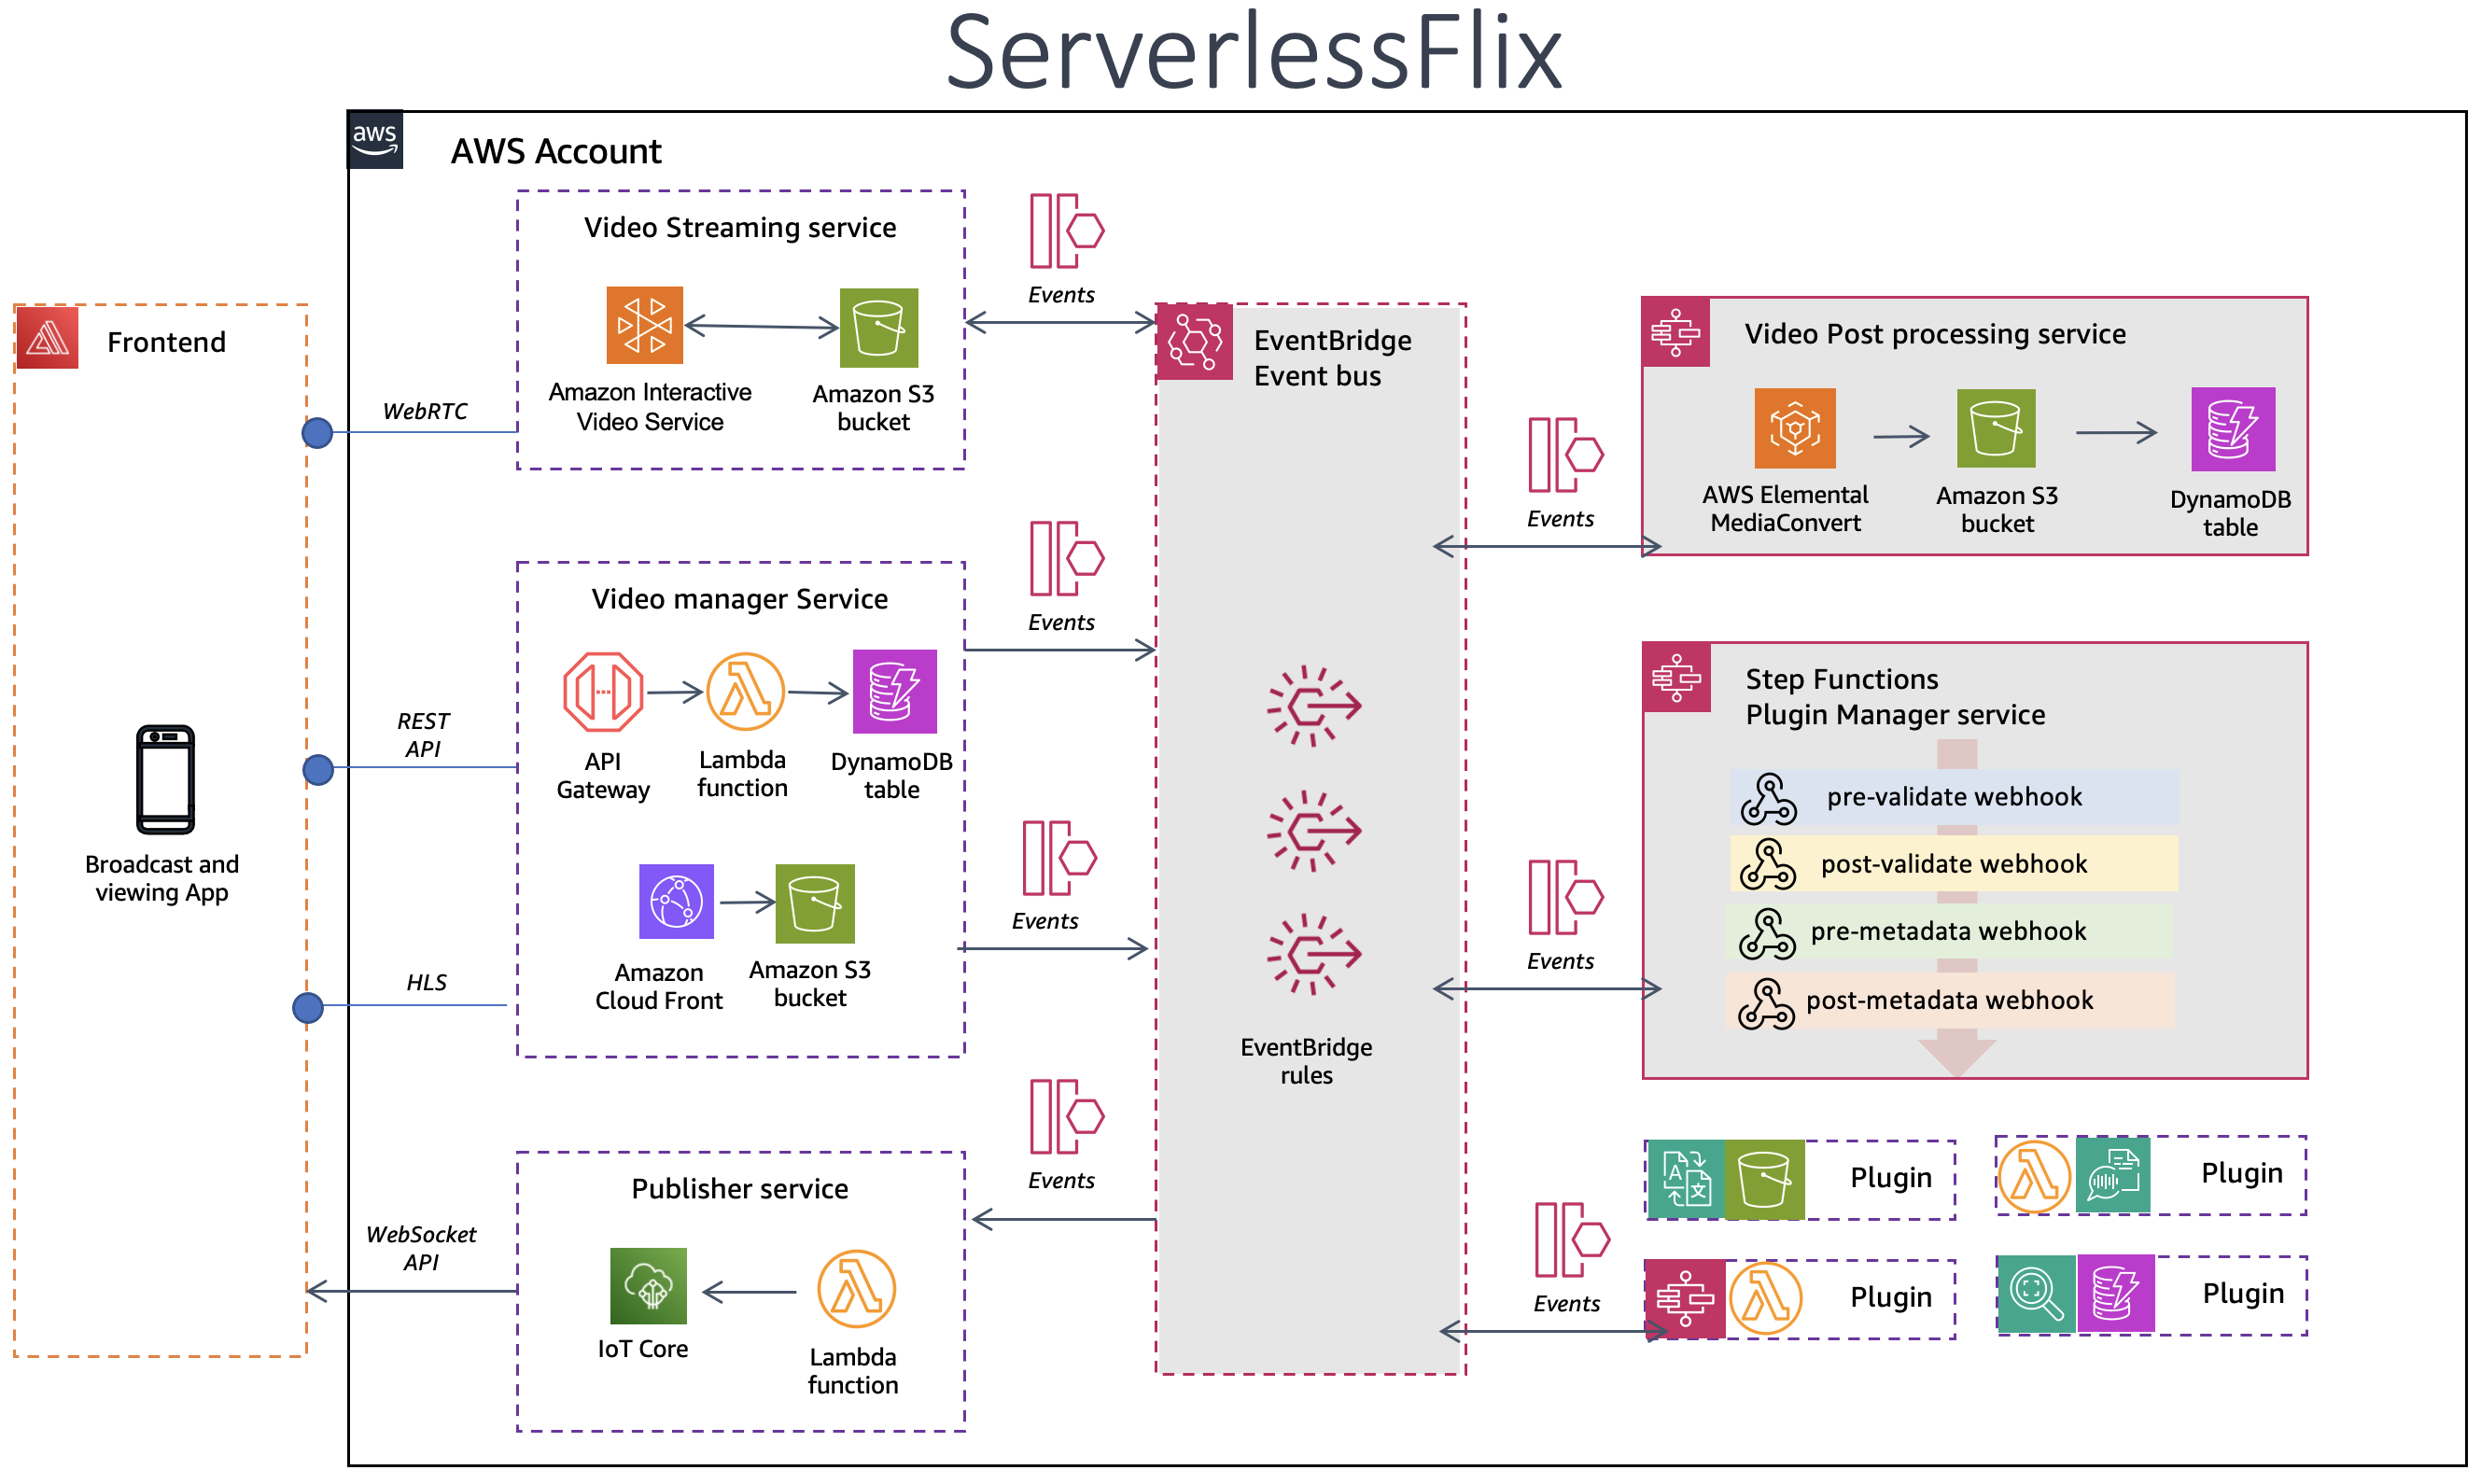 ServerlessFlix
aws
AWS Account
Frontend
Broadcast and
viewing App
WebRTC
REST
API
HLS
WebSocket
API
Video Streaming service
Amazon Interactive
Video Service
Amazon S3
bucket
Events
Video manager Service
API
Gateway
Lambda
function
DynamoDB
table
Events
Amazon
Cloud Front
Amazon S3
bucket
Events
Publisher service
IoT Core
Lambda
function
Events
EventBridge
Event bus
EventBridge
rules
Events
Video Post processing service
AWS Elemental
MediaConvert
Amazon S3
bucket
DynamoDB
table
Events
Step Functions
Plugin Manager service
pre-validate webhook
post-validate webhook
pre-metadata webhook
post-metadata webhook
Events
A
文
Plugin
Plugin
Plugin
Plugin